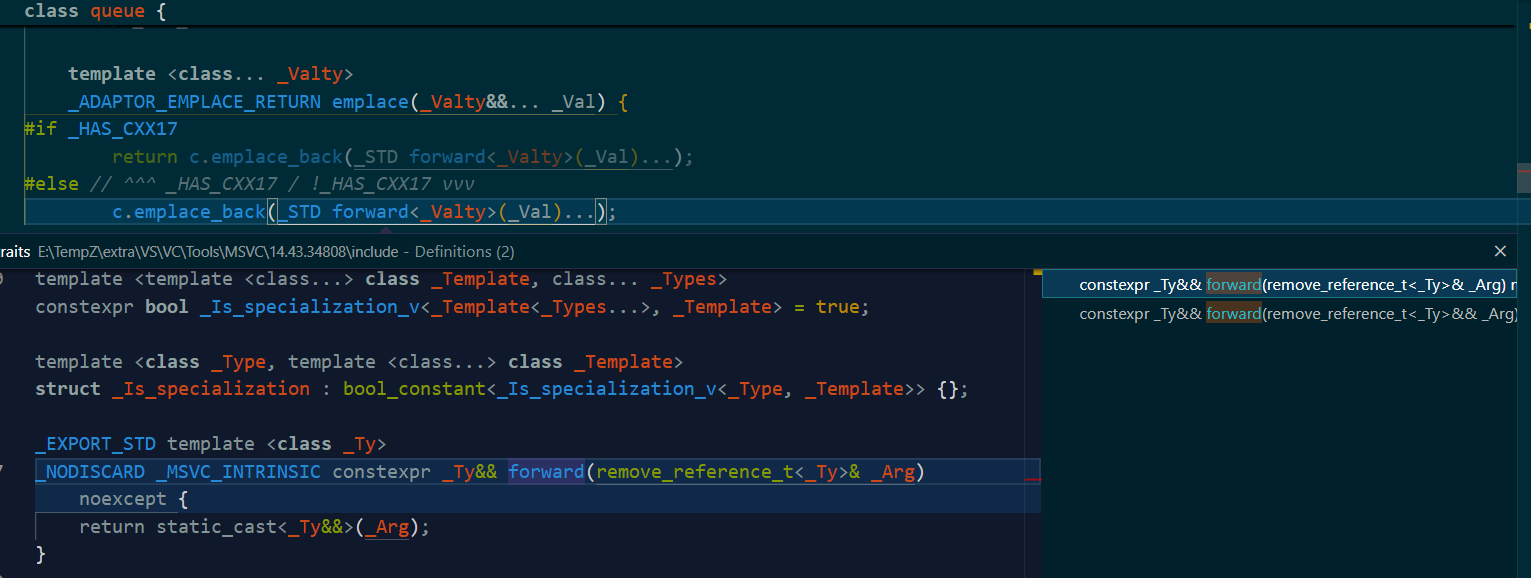 class queue {
template <class... _Valty>
_ADAPTOR_EMPLACE_RETURN emplace(_Valty&&... _Val) {
#if _HAS_CXX17
return c.emplace_back(_STD forward<_Valty>(_Val)...);
#else // ^^^ _HAS_CXX17 / !_HAS_CXX17 vvv
c.emplace_back(_STD forward<_Valty>(_Val)...);
raits E:\TempZ\extra\VS\VC\Tools\MSVC\14.43.34808\include - Definitions (2)
template <template <class...> class _Template, class... _Types>
constexpr bool _Is_specialization_v<_Template<_Types...>, _Template> = true;
template <class _Type, template <class...> class _Template>
struct _Is_specialization : bool_constant<_Is_specialization_v<_Type, _Template>> {};
_EXPORT_STD template <class _Ty>
_NODISCARD _MSVC_INTRINSIC constexpr _Ty&& forward(remove_reference_t<_Ty>& _Arg)
noexcept {
return static_cast<_Ty&&>(_Arg);
}
constexpr _Ty&& forward(remove_reference_t<_Ty>& _Arg)
constexpr _Ty&& forward(remove_reference_t<_Ty>&& _Arg)